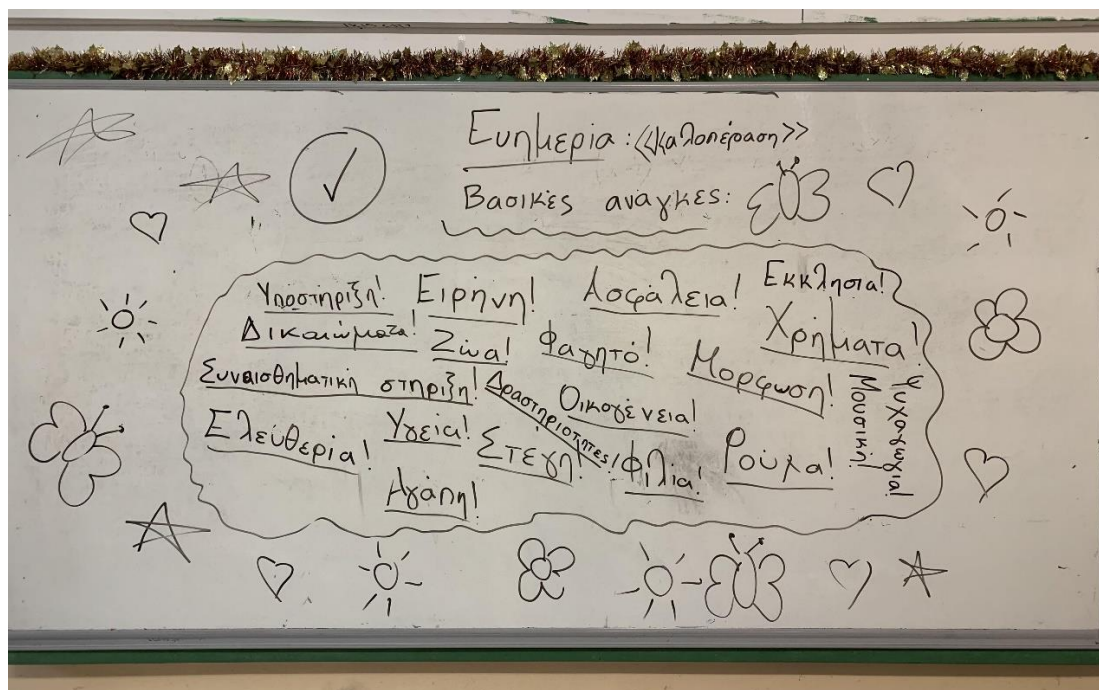 Ευημερία: <<Καλοπέραση>>
Βασικές ανάγκες:
Υποστήριξη! Ειρήνη! Ασφάλεια! Εκκλησία!
Δικαιώματα! Ζώα! Φαγητό! Μόρφωση! Χρήματα!
Συναισθηματική στήριξη! Δραστηριότητες! Οικογένεια! Μουσική! Ψυχαγωγία!
Ελευθερία! Υγεία! Στέγη! Φιλία! Ρούχα!
Αγάπη!